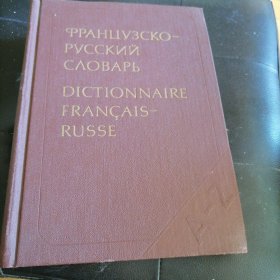 ФРАНЦУЗСКО-
РУССКИЙ
СЛОВАРЬ
DICTIONNAIRE
FRANÇAIS-
RUSSE
A-Z